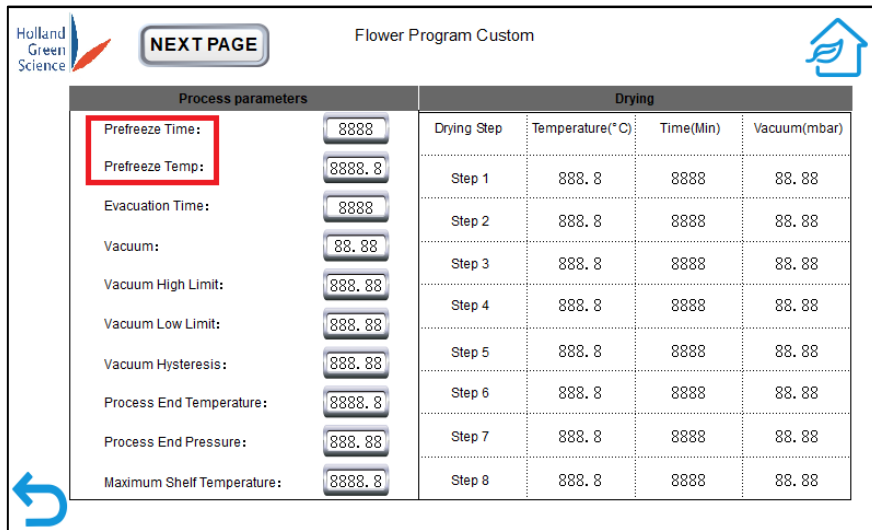 Holland
Green
Science
NEXT PAGE
Flower Program Custom
Process parameters
Drying
Prefreeze Time: 8888
Prefreeze Temp: 8888.8
Evacuation Time: 8888
Vacuum: 88.88
Vacuum High Limit: 888.88
Vacuum Low Limit: 888.88
Vacuum Hysteresis: 888.88
Process End Temperature: 8888.8
Process End Pressure: 888.88
Maximum Shelf Temperature: 8888.8
Drying Step Temperature(°C) Time(Min) Vacuum(mbar)
Step 1 888.8 8888 88.88
Step 2 888.8 8888 88.88
Step 3 888.8 8888 88.88
Step 4 888.8 8888 88.88
Step 5 888.8 8888 88.88
Step 6 888.8 8888 88.88
Step 7 888.8 8888 88.88
Step 8 888.8 8888 88.88